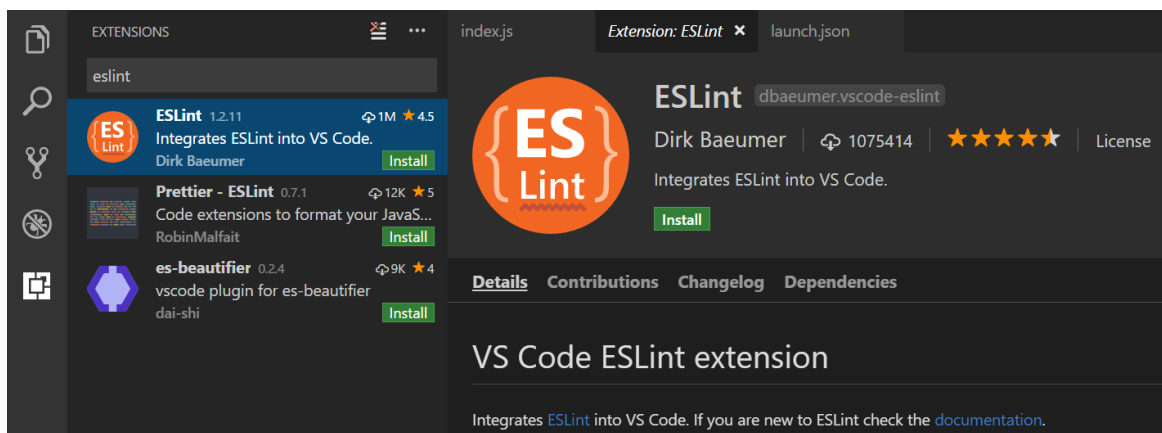 EXTENSIONS
eslint
ES
Lint
ESLint 1.2.11 1M ★ 4.5
Integrates ESLint into VS Code.
Dirk Baeumer Install
Prettier - ESLint 0.7.1 12K ★ 5
Code extensions to format your JavaS...
RobinMalfait Install
es-beautifier 0.2.4 9K ★ 4
vscode plugin for es-beautifier
dai-shi Install
index.js Extension: ESLint × launch.json
{ES}
Lint
ESLint dbaeumer.vscode-eslint
Dirk Baeumer | 1075414 | ★★★★★ | License
Integrates ESLint into VS Code.
Install
Details Contributions Changelog Dependencies
VS Code ESLint extension
Integrates ESLint into VS Code. If you are new to ESLint check the documentation.